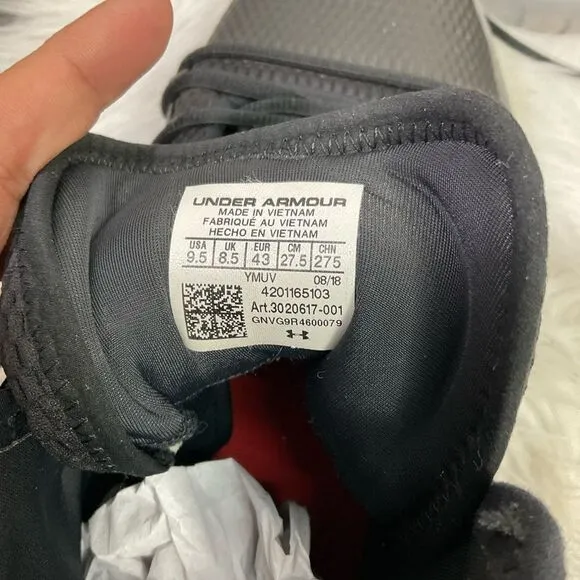 UNDER ARMOUR
MADE IN VIETNAM
FABRIQUÉ AU VIETNAM
HECHO EN VIETNAM
USA UK EUR CM CHN
9.5 8.5 43 27.5 275
YMUV 08/18
4201165103
Art.3020617-001
GNVG9R4600079